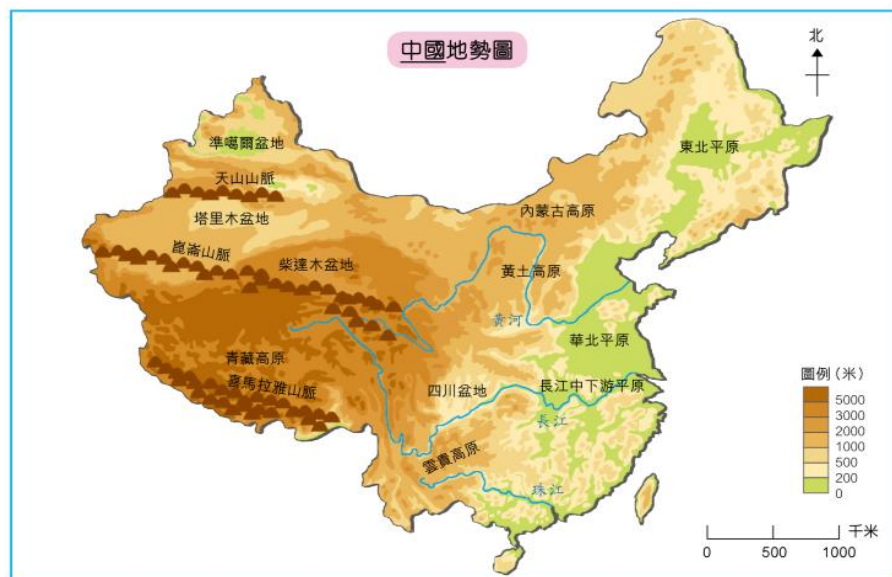 中國地勢圖
北
準噶爾盆地
天山山脈
塔里木盆地
崑崙山脈
柴達木盆地
青藏高原
喜馬拉雅山脈
東北平原
內蒙古高原
黃土高原
黃河
華北平原
四川盆地
長江中下游平原
長江
雲貴高原
珠江
圖例（米）
5000
3000
2000
1000
500
200
0
千米
0 500 1000